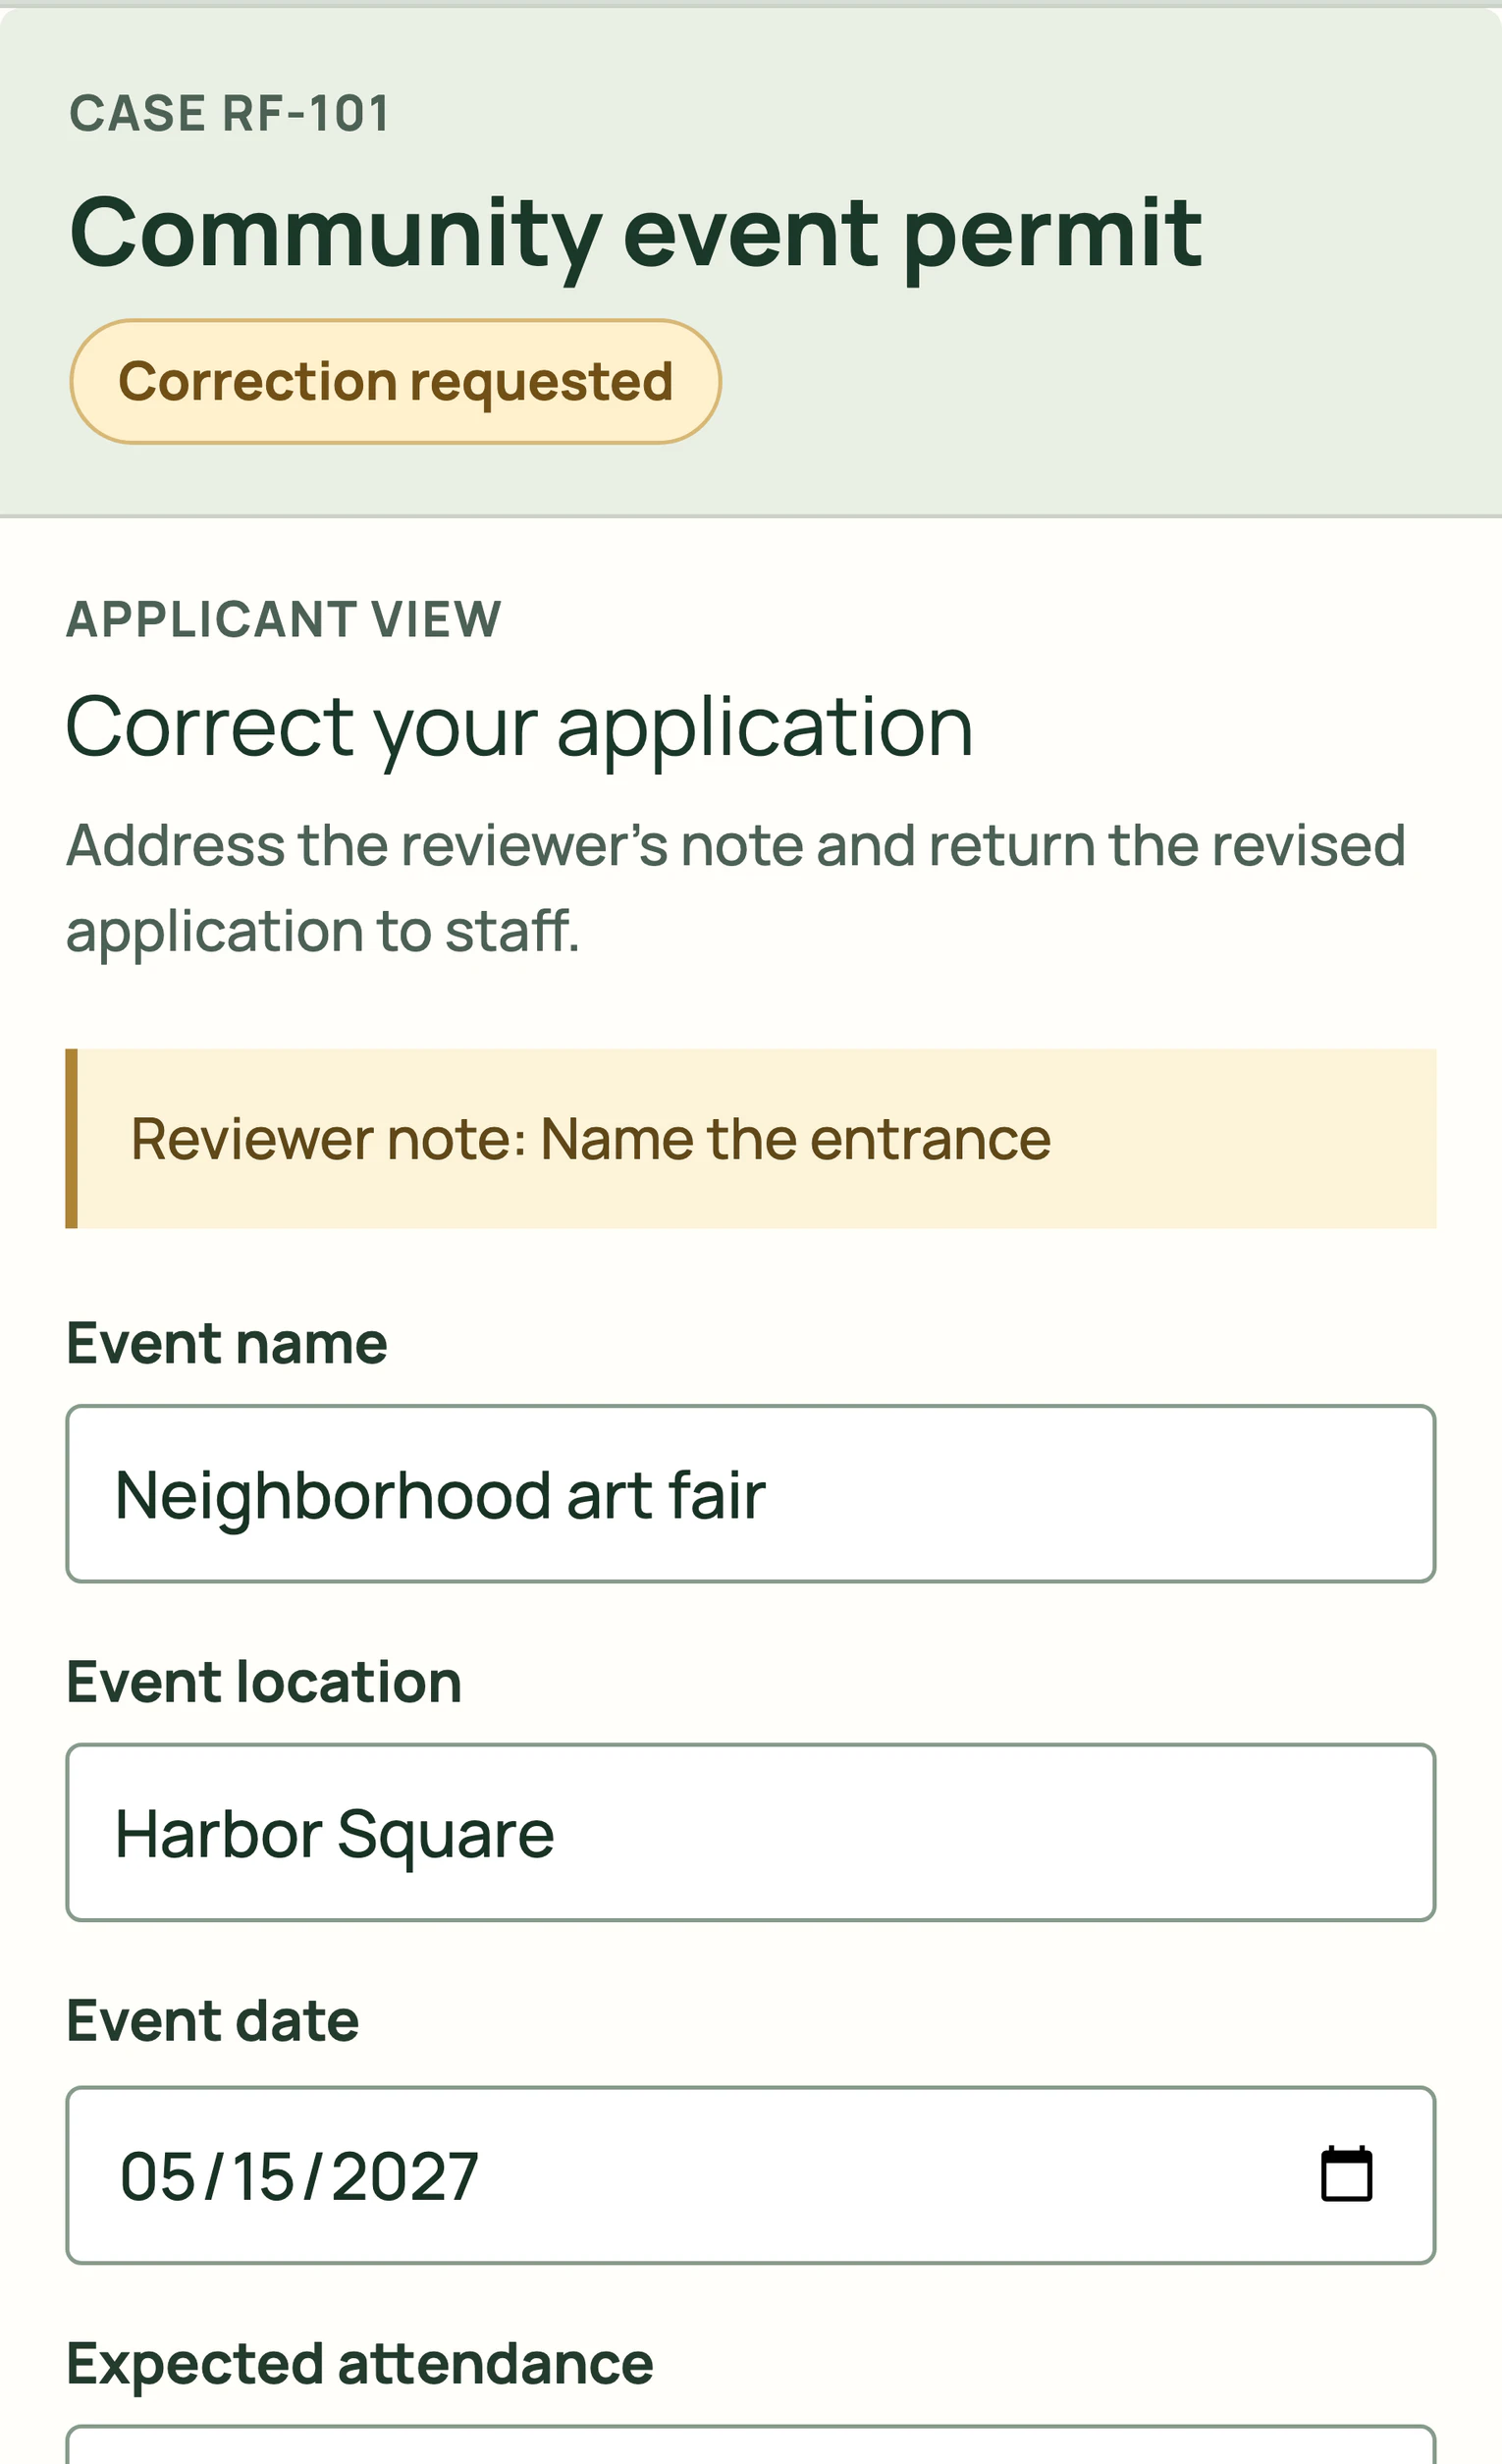 CASE RF-101
Community event permit
Correction requested
APPLICANT VIEW
Correct your application
Address the reviewer’s note and return the revised
application to staff.
Reviewer note: Name the entrance
Event name
Neighborhood art fair
Event location
Harbor Square
Event date
05/15/2027
Expected attendance